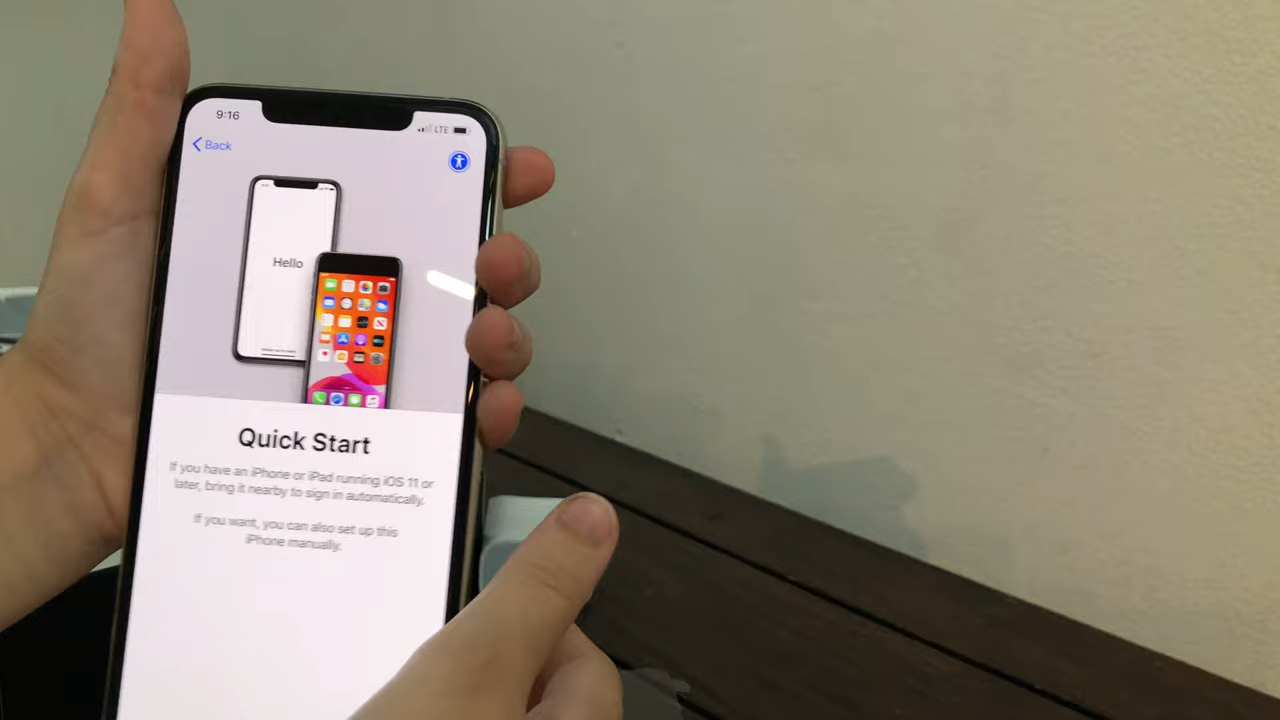 9:16
LTE
Back
Hello
Quick Start
If you have an iPhone or iPad running iOS 11 or
later, bring it nearby to sign in automatically.
If you want, you can also set up this
iPhone manually.